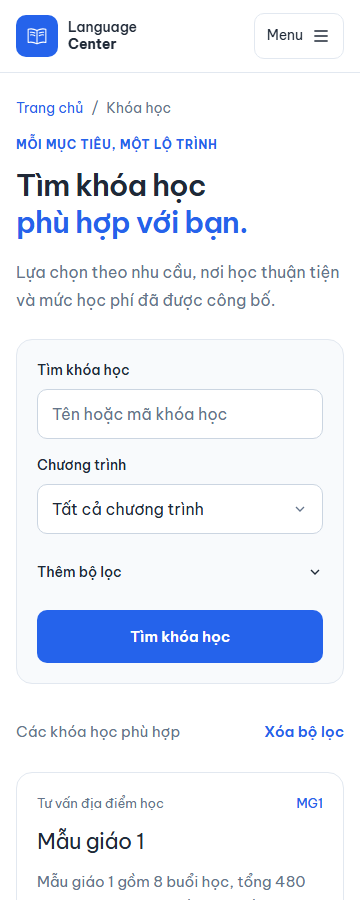 Language
Center
Menu
Trang chủ / Khóa học
MỖI MỤC TIÊU, MỘT LỘ TRÌNH
Tìm khóa học
phù hợp với bạn.
Lựa chọn theo nhu cầu, nơi học thuận tiện
và mức học phí đã được công bố.
Tìm khóa học
Tên hoặc mã khóa học
Chương trình
Tất cả chương trình
Thêm bộ lọc
Tìm khóa học
Các khóa học phù hợp
Xóa bộ lọc
Tư vấn địa điểm học
MG1
Mẫu giáo 1
Mẫu giáo 1 gồm 8 buổi học, tổng 480